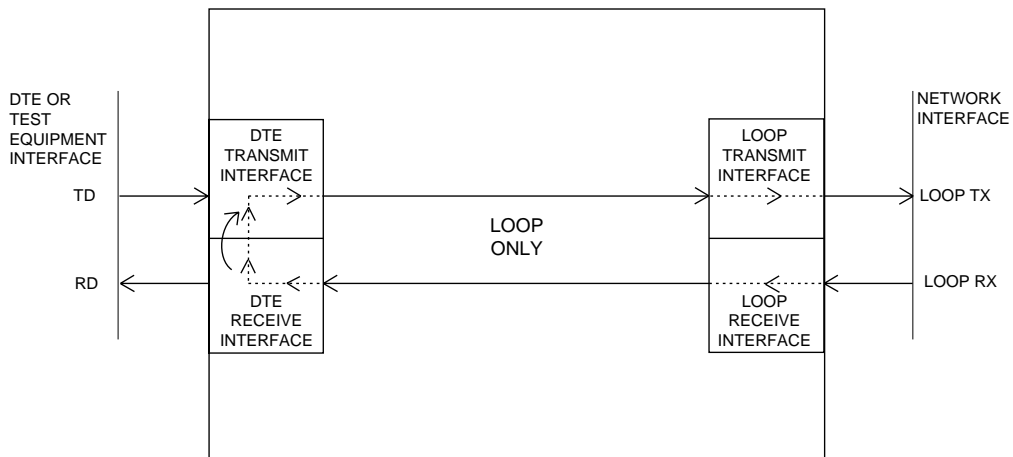 DTE OR
TEST
EQUIPMENT
INTERFACE
TD
RD
DTE
TRANSMIT
INTERFACE
DTE
RECEIVE
INTERFACE
LOOP
ONLY
LOOP
TRANSMIT
INTERFACE
LOOP
RECEIVE
INTERFACE
NETWORK
INTERFACE
LOOP TX
LOOP RX